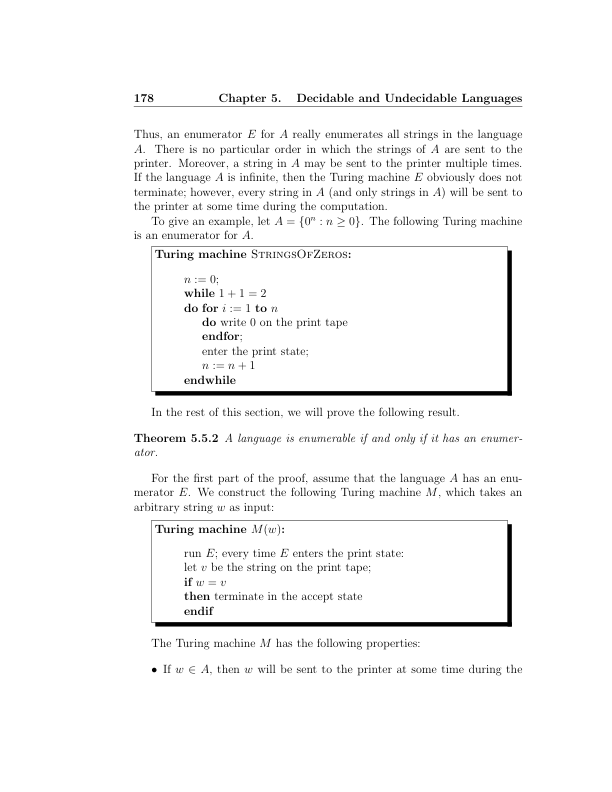 178 Chapter 5. Decidable and Undecidable Languages
Thus, an enumerator E for A really enumerates all strings in the language
A. There is no particular order in which the strings of A are sent to the
printer. Moreover, a string in A may be sent to the printer multiple times.
If the language A is infinite, then the Turing machine E obviously does not
terminate; however, every string in A (and only strings in A) will be sent to
the printer at some time during the computation.
To give an example, let A = {0ⁿ : n ≥ 0}. The following Turing machine
is an enumerator for A.
Turing machine StringsOfZeros:
n := 0;
while 1 + 1 = 2
do for i := 1 to n
do write 0 on the print tape
endfor;
enter the print state;
n := n + 1
endwhile
In the rest of this section, we will prove the following result.
Theorem 5.5.2 A language is enumerable if and only if it has an enumer-
ator.
For the first part of the proof, assume that the language A has an enu-
merator E. We construct the following Turing machine M, which takes an
arbitrary string w as input:
Turing machine M(w):
run E; every time E enters the print state:
let v be the string on the print tape;
if w = v
then terminate in the accept state
endif
The Turing machine M has the following properties:
• If w ∈ A, then w will be sent to the printer at some time during the